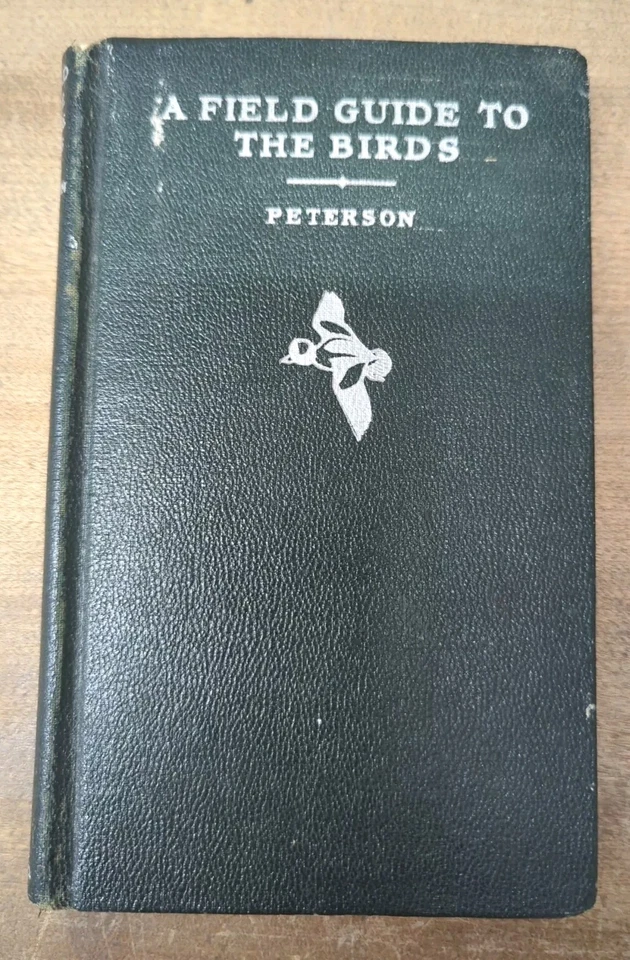 A FIELD GUIDE TO
THE BIRDS
PETERSON